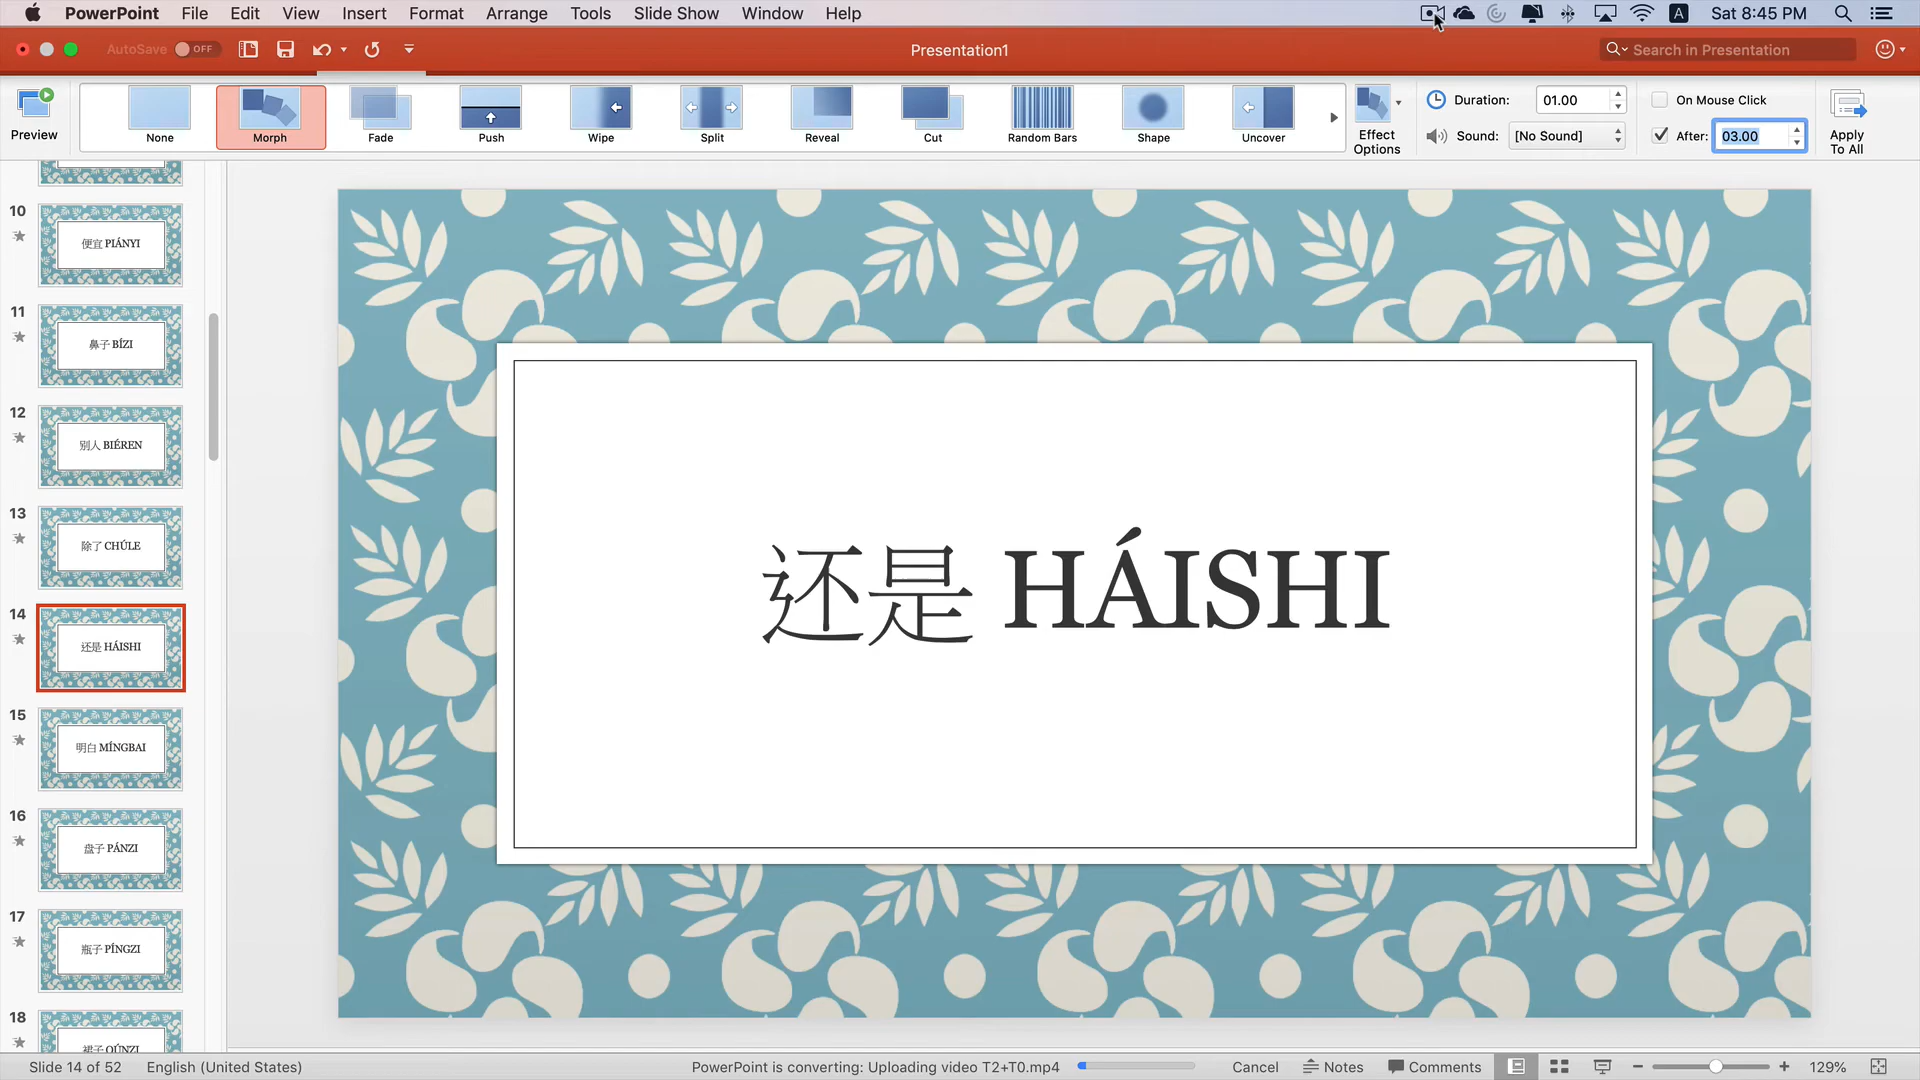 PowerPoint File Edit View Insert Format Arrange Tools Slide Show Window Help A Sat 8:45 PM
AutoSave OFF Presentation1 Search in Presentation
Preview None Morph Fade Push Wipe Split Reveal Cut Random Bars Shape Uncover Effect Options
Duration: 01.00 On Mouse Click
Sound: [No Sound] After: 03.00 Apply To All
10
便宜 PIÁNYI
11
鼻子 BÍZI
12
别人 BIÉREN
13
除了 CHÚLE
14
还是 HÁISHI
15
明白 MÍNGBAI
16
盘子 PÁNZI
17
瓶子 PÍNGZI
18
裙子 QÚNZI
还是 HÁISHI
Slide 14 of 52 English (United States) PowerPoint is converting: Uploading video T2+T0.mp4 Cancel Notes Comments 129%